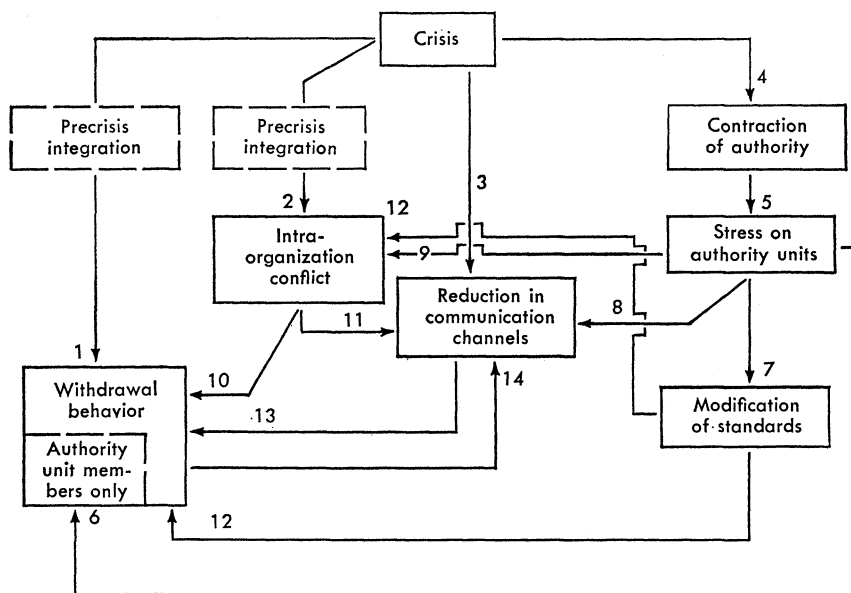 Crisis
4
Precrisis
integration
Precrisis
integration
Contraction
of authority
3
2
12
5
Intra-
organization
conflict
9
Stress on
authority units
Reduction in
communication
channels
8
11
1
10
14
7
Withdrawal
behavior
13
Modification
of standards
Authority
unit mem-
bers only
6
12